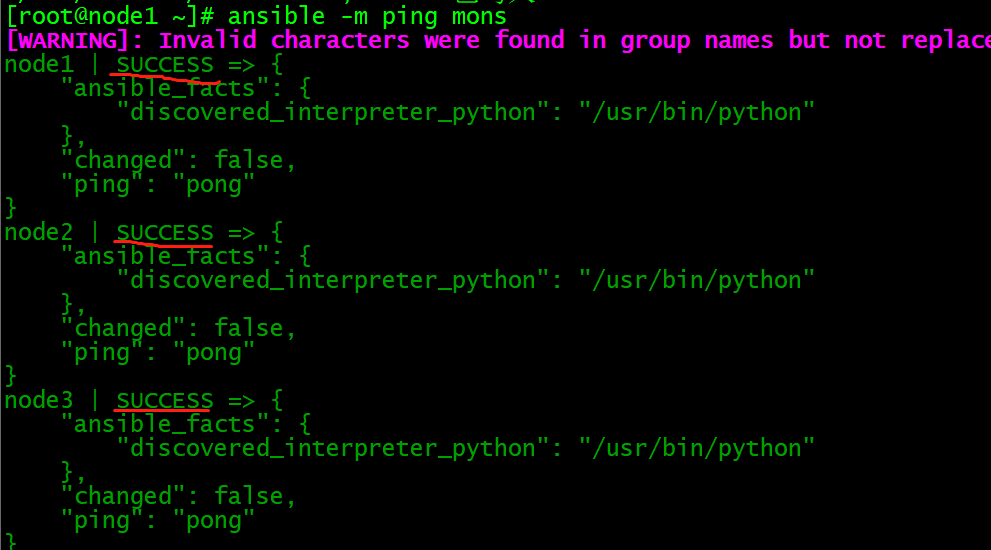 [root@node1 ~]# ansible -m ping mons
[WARNING]: Invalid characters were found in group names but not replace
node1 | SUCCESS => {
    "ansible_facts": {
        "discovered_interpreter_python": "/usr/bin/python"
    },
    "changed": false,
    "ping": "pong"
}
node2 | SUCCESS => {
    "ansible_facts": {
        "discovered_interpreter_python": "/usr/bin/python"
    },
    "changed": false,
    "ping": "pong"
}
node3 | SUCCESS => {
    "ansible_facts": {
        "discovered_interpreter_python": "/usr/bin/python"
    },
    "changed": false,
    "ping": "pong"
}